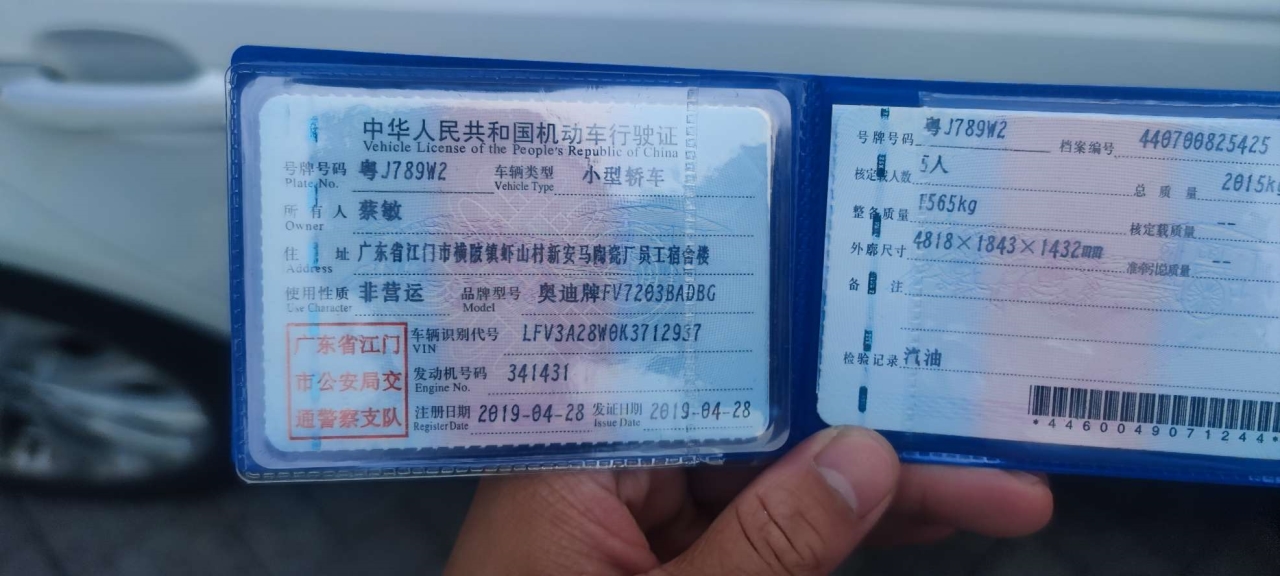 中华人民共和国机动车行驶证
Vehicle License of the People's Republic of China
号牌号码 粤J789W2 车辆类型 小型轿车
Plate No. Vehicle Type
所有人 蔡敏
Owner
住址 广东省江门市横陂镇虾山村新安马陶瓷厂员工宿合楼
Address
使用性质 非营运 品牌型号 奥迪牌FV7203BADBG
Use Character Model
广东省江门
市公安局交
通警察支队
车辆识别代号 LFV3A28W0K3712937
VIN
发动机号码 341431
Engine No.
注册日期 2019-04-28 发证日期 2019-04-28
Register Date Issue Date
号牌号码 粤J789W2 档案编号 440700825425
核定载人数 5人 总质量 2015kg
整备质量 1565kg 核定载质量 --
外廓尺寸 4818×1843×1432mm 准牵引总质量 --
备注
检验记录 汽油
*4460049071244*